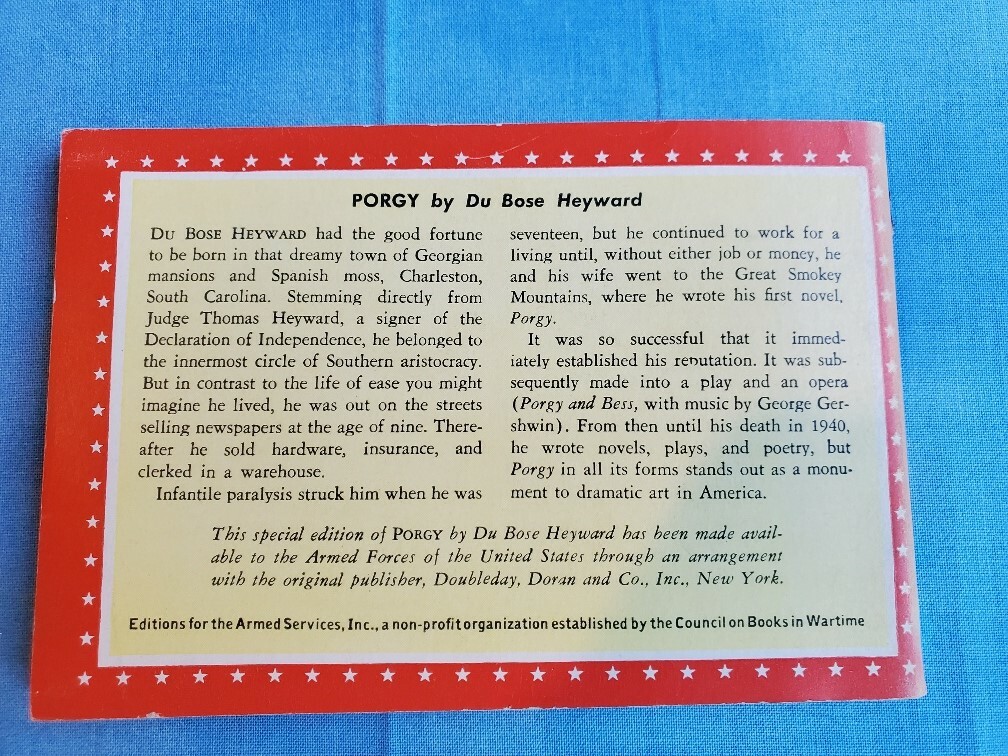 PORGY by Du Bose Heyward
DU BOSE HEYWARD had the good fortune
to be born in that dreamy town of Georgian
mansions and Spanish moss, Charleston,
South Carolina. Stemming directly from
Judge Thomas Heyward, a signer of the
Declaration of Independence, he belonged to
the innermost circle of Southern aristocracy.
But in contrast to the life of ease you might
imagine he lived, he was out on the streets
selling newspapers at the age of nine. There-
after he sold hardware, insurance, and
clerked in a warehouse.
Infantile paralysis struck him when he was
seventeen, but he continued to work for a
living until, without either job or money, he
and his wife went to the Great Smokey
Mountains, where he wrote his first novel,
Porgy.
It was so successful that it immed-
iately established his reputation. It was sub-
sequently made into a play and an opera
(Porgy and Bess, with music by George Ger-
shwin). From then until his death in 1940,
he wrote novels, plays, and poetry, but
Porgy in all its forms stands out as a monu-
ment to dramatic art in America.
This special edition of PORGY by Du Bose Heyward has been made avail-
able to the Armed Forces of the United States through an arrangement
with the original publisher, Doubleday, Doran and Co., Inc., New York.
Editions for the Armed Services, Inc., a non-profit organization established by the Council on Books in Wartime